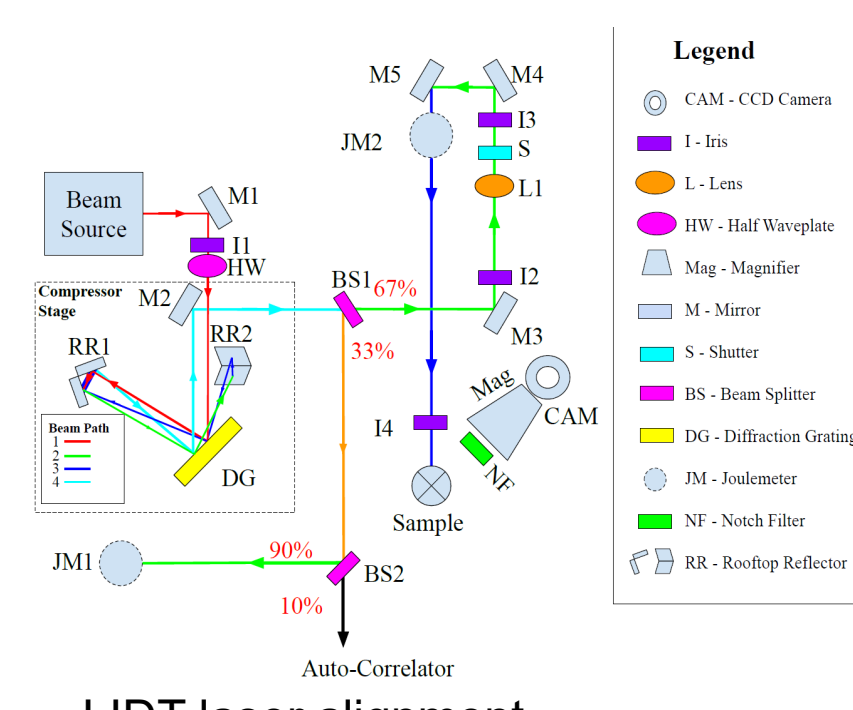 Legend
M5
M4
I3
JM2
S
CAM - CCD Camera
I - Iris
L1
L - Lens
Beam
Source
M1
I1
HW
HW - Half Waveplate
Mag - Magnifier
Compressor
Stage
M2
BS1
67%
I2
M - Mirror
RR1
RR2
33%
M3
S - Shutter
Mag
CAM
BS - Beam Splitter
Beam Path
1
2
3
4
DG
I4
NF
DG - Diffraction Grating
JM - Joulemeter
Sample
NF - Notch Filter
JM1
90%
BS2
RR - Rooftop Reflector
10%
Auto-Correlator
LIDT laser alignment